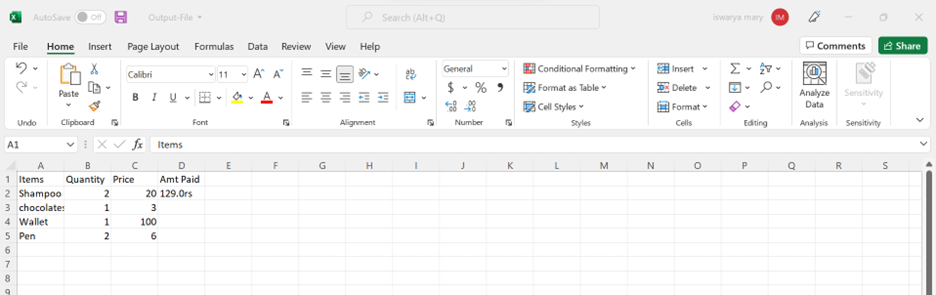 AutoSave Off Output-File Search (Alt+Q) iswarya mary IM
File Home Insert Page Layout Formulas Data Review View Help Comments Share
Calibri 11 A^ Aˇ ab General Conditional Formatting Insert Σ
Paste B I U A $ % 9 Format as Table Delete Analyze Data Sensitivity
Cell Styles Format
Undo Clipboard Font Alignment Number Styles Cells Editing Analysis Sensitivity
A1 fx Items
A B C D E F G H I J K L M N O P Q R S
1 Items Quantity Price Amt Paid
2 Shampoo 2 20 129.0rs
3 chocolates 1 3
4 Wallet 1 100
5 Pen 2 6
6
7
8
9